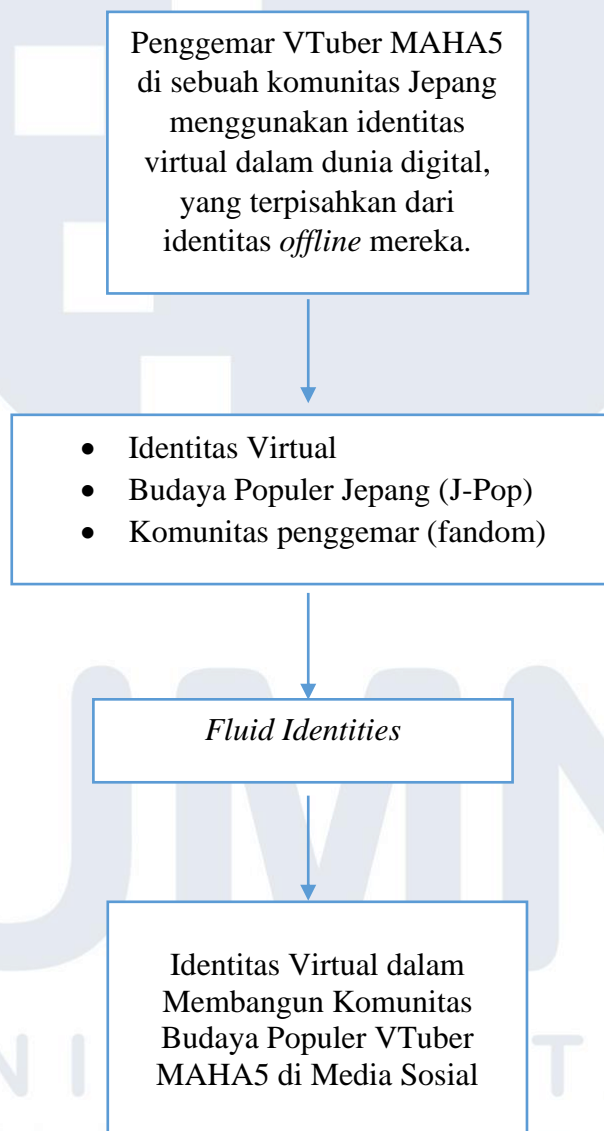 Penggemar VTuber MAHA5
di sebuah komunitas Jepang
menggunakan identitas
virtual dalam dunia digital,
yang terpisahkan dari
identitas offline mereka.
• Identitas Virtual
• Budaya Populer Jepang (J-Pop)
• Komunitas penggemar (fandom)
Fluid Identities
UMN
Identitas Virtual dalam
Membangun Komunitas
Budaya Populer VTuber
MAHA5 di Media Sosial